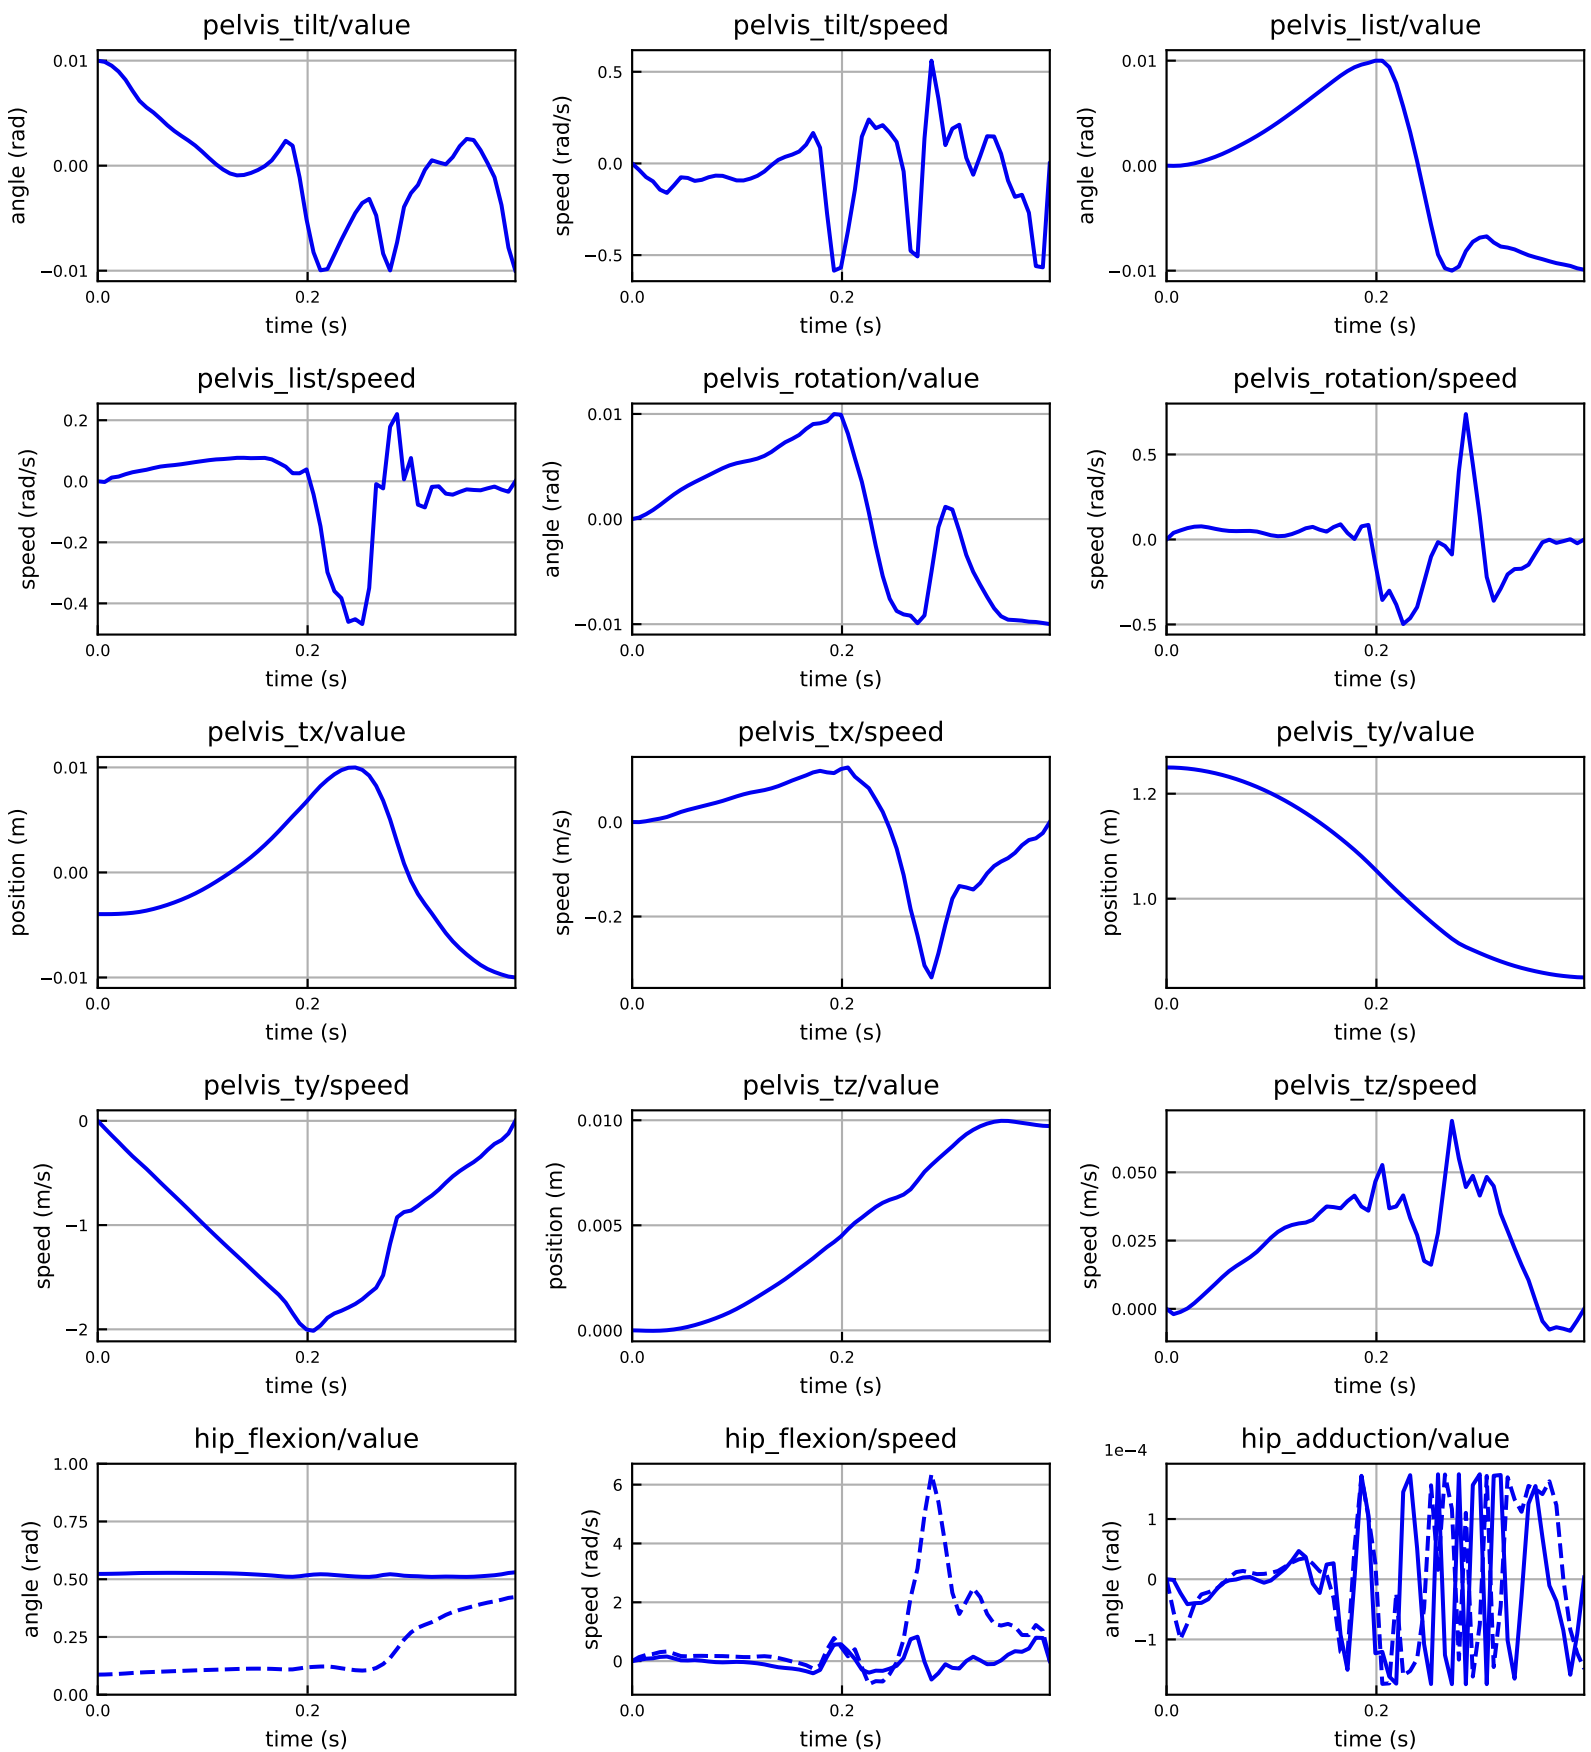 pelvis_tilt/value pelvis_tilt/speed pelvis_list/value
angle (rad) speed (rad/s) angle (rad)
0.01 0.5 0.01
0.00 0.0 0.00
−0.01 −0.5 −0.01
0.0 0.2 0.0 0.2 0.0 0.2
time (s) time (s) time (s)
pelvis_list/speed pelvis_rotation/value pelvis_rotation/speed
speed (rad/s) angle (rad) speed (rad/s)
0.2 0.01 0.5
0.0 0.00 0.0
−0.2 −0.01 −0.5
−0.4
0.0 0.2 0.0 0.2 0.0 0.2
time (s) time (s) time (s)
pelvis_tx/value pelvis_tx/speed pelvis_ty/value
position (m) speed (m/s) position (m)
0.01 0.0 1.2
0.00 −0.2 1.0
−0.01
0.0 0.2 0.0 0.2 0.0 0.2
time (s) time (s) time (s)
pelvis_ty/speed pelvis_tz/value pelvis_tz/speed
speed (m/s) position (m) speed (m/s)
0 0.010 0.050
−1 0.005 0.025
−2 0.000 0.000
0.0 0.2 0.0 0.2 0.0 0.2
time (s) time (s) time (s)
hip_flexion/value hip_flexion/speed hip_adduction/value
1e−4
angle (rad) speed (rad/s) angle (rad)
1.00 6 1
0.75 4 0
0.50 2 −1
0.25 0
0.00
0.0 0.2 0.0 0.2 0.0 0.2
time (s) time (s) time (s)